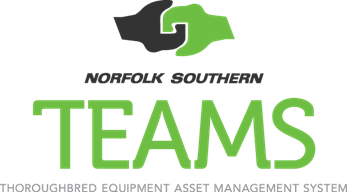 NORFOLK SOUTHERN
TEAMS
THOROUGHBRED EQUIPMENT ASSET MANAGEMENT SYSTEM